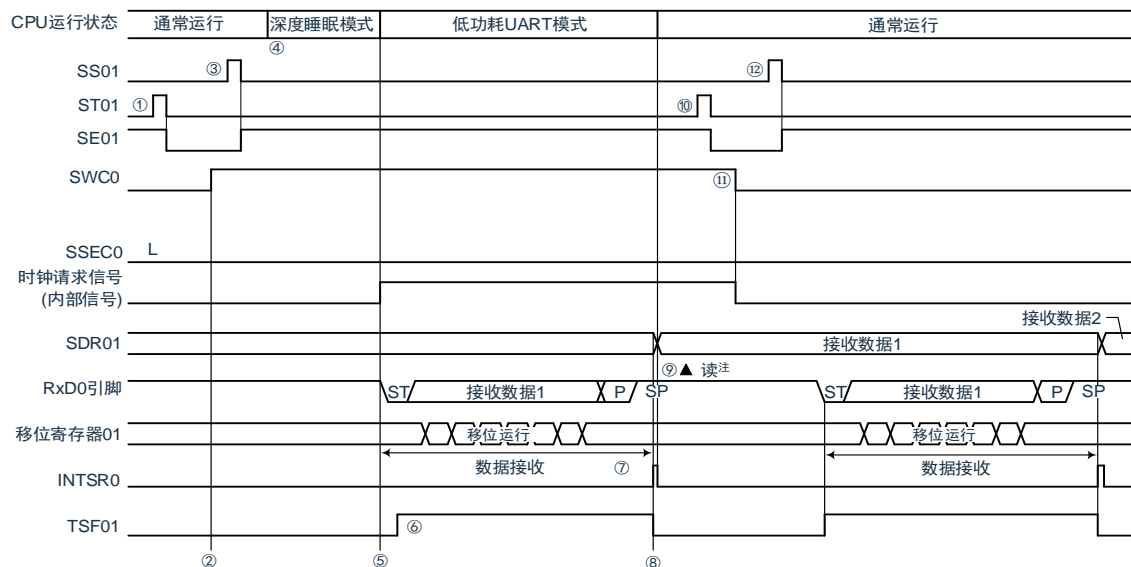 CPU运行状态 通常运行 深度睡眠模式 低功耗UART模式 通常运行
④
SS01 ③ ⑫
ST01 ① ⑩
SE01
SWC0 ⑪
SSEC0 L
时钟请求信号
(内部信号)
接收数据2
SDR01 接收数据1
⑨▲ 读注
RxD0引脚 ST 接收数据1 P SP ST 接收数据1 P SP
移位寄存器01 移位运行 移位运行
数据接收 ⑦ 数据接收
INTSR0
TSF01 ⑥
② ⑤ ⑧